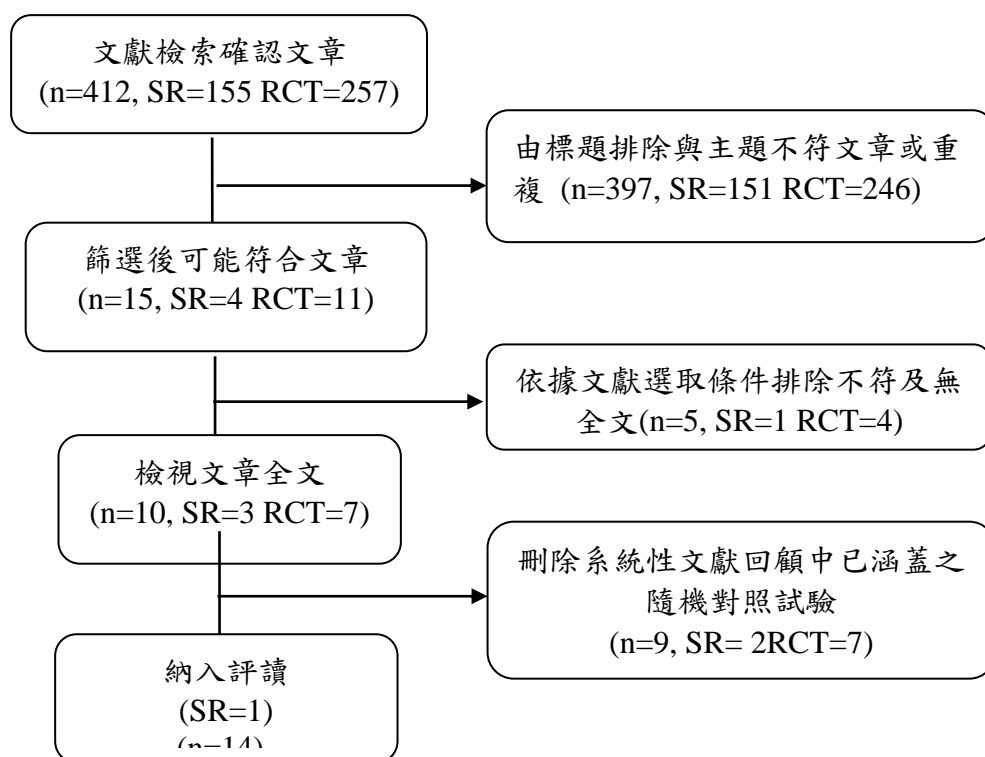 文獻檢索確認文章
(n=412, SR=155 RCT=257)
由標題排除與主題不符文章或重
複 (n=397, SR=151 RCT=246)
篩選後可能符合文章
(n=15, SR=4 RCT=11)
依據文獻選取條件排除不符及無
全文(n=5, SR=1 RCT=4)
檢視文章全文
(n=10, SR=3 RCT=7)
刪除系統性文獻回顧中已涵蓋之
隨機對照試驗
(n=9, SR= 2RCT=7)
納入評讀
(SR=1)
(n=14)